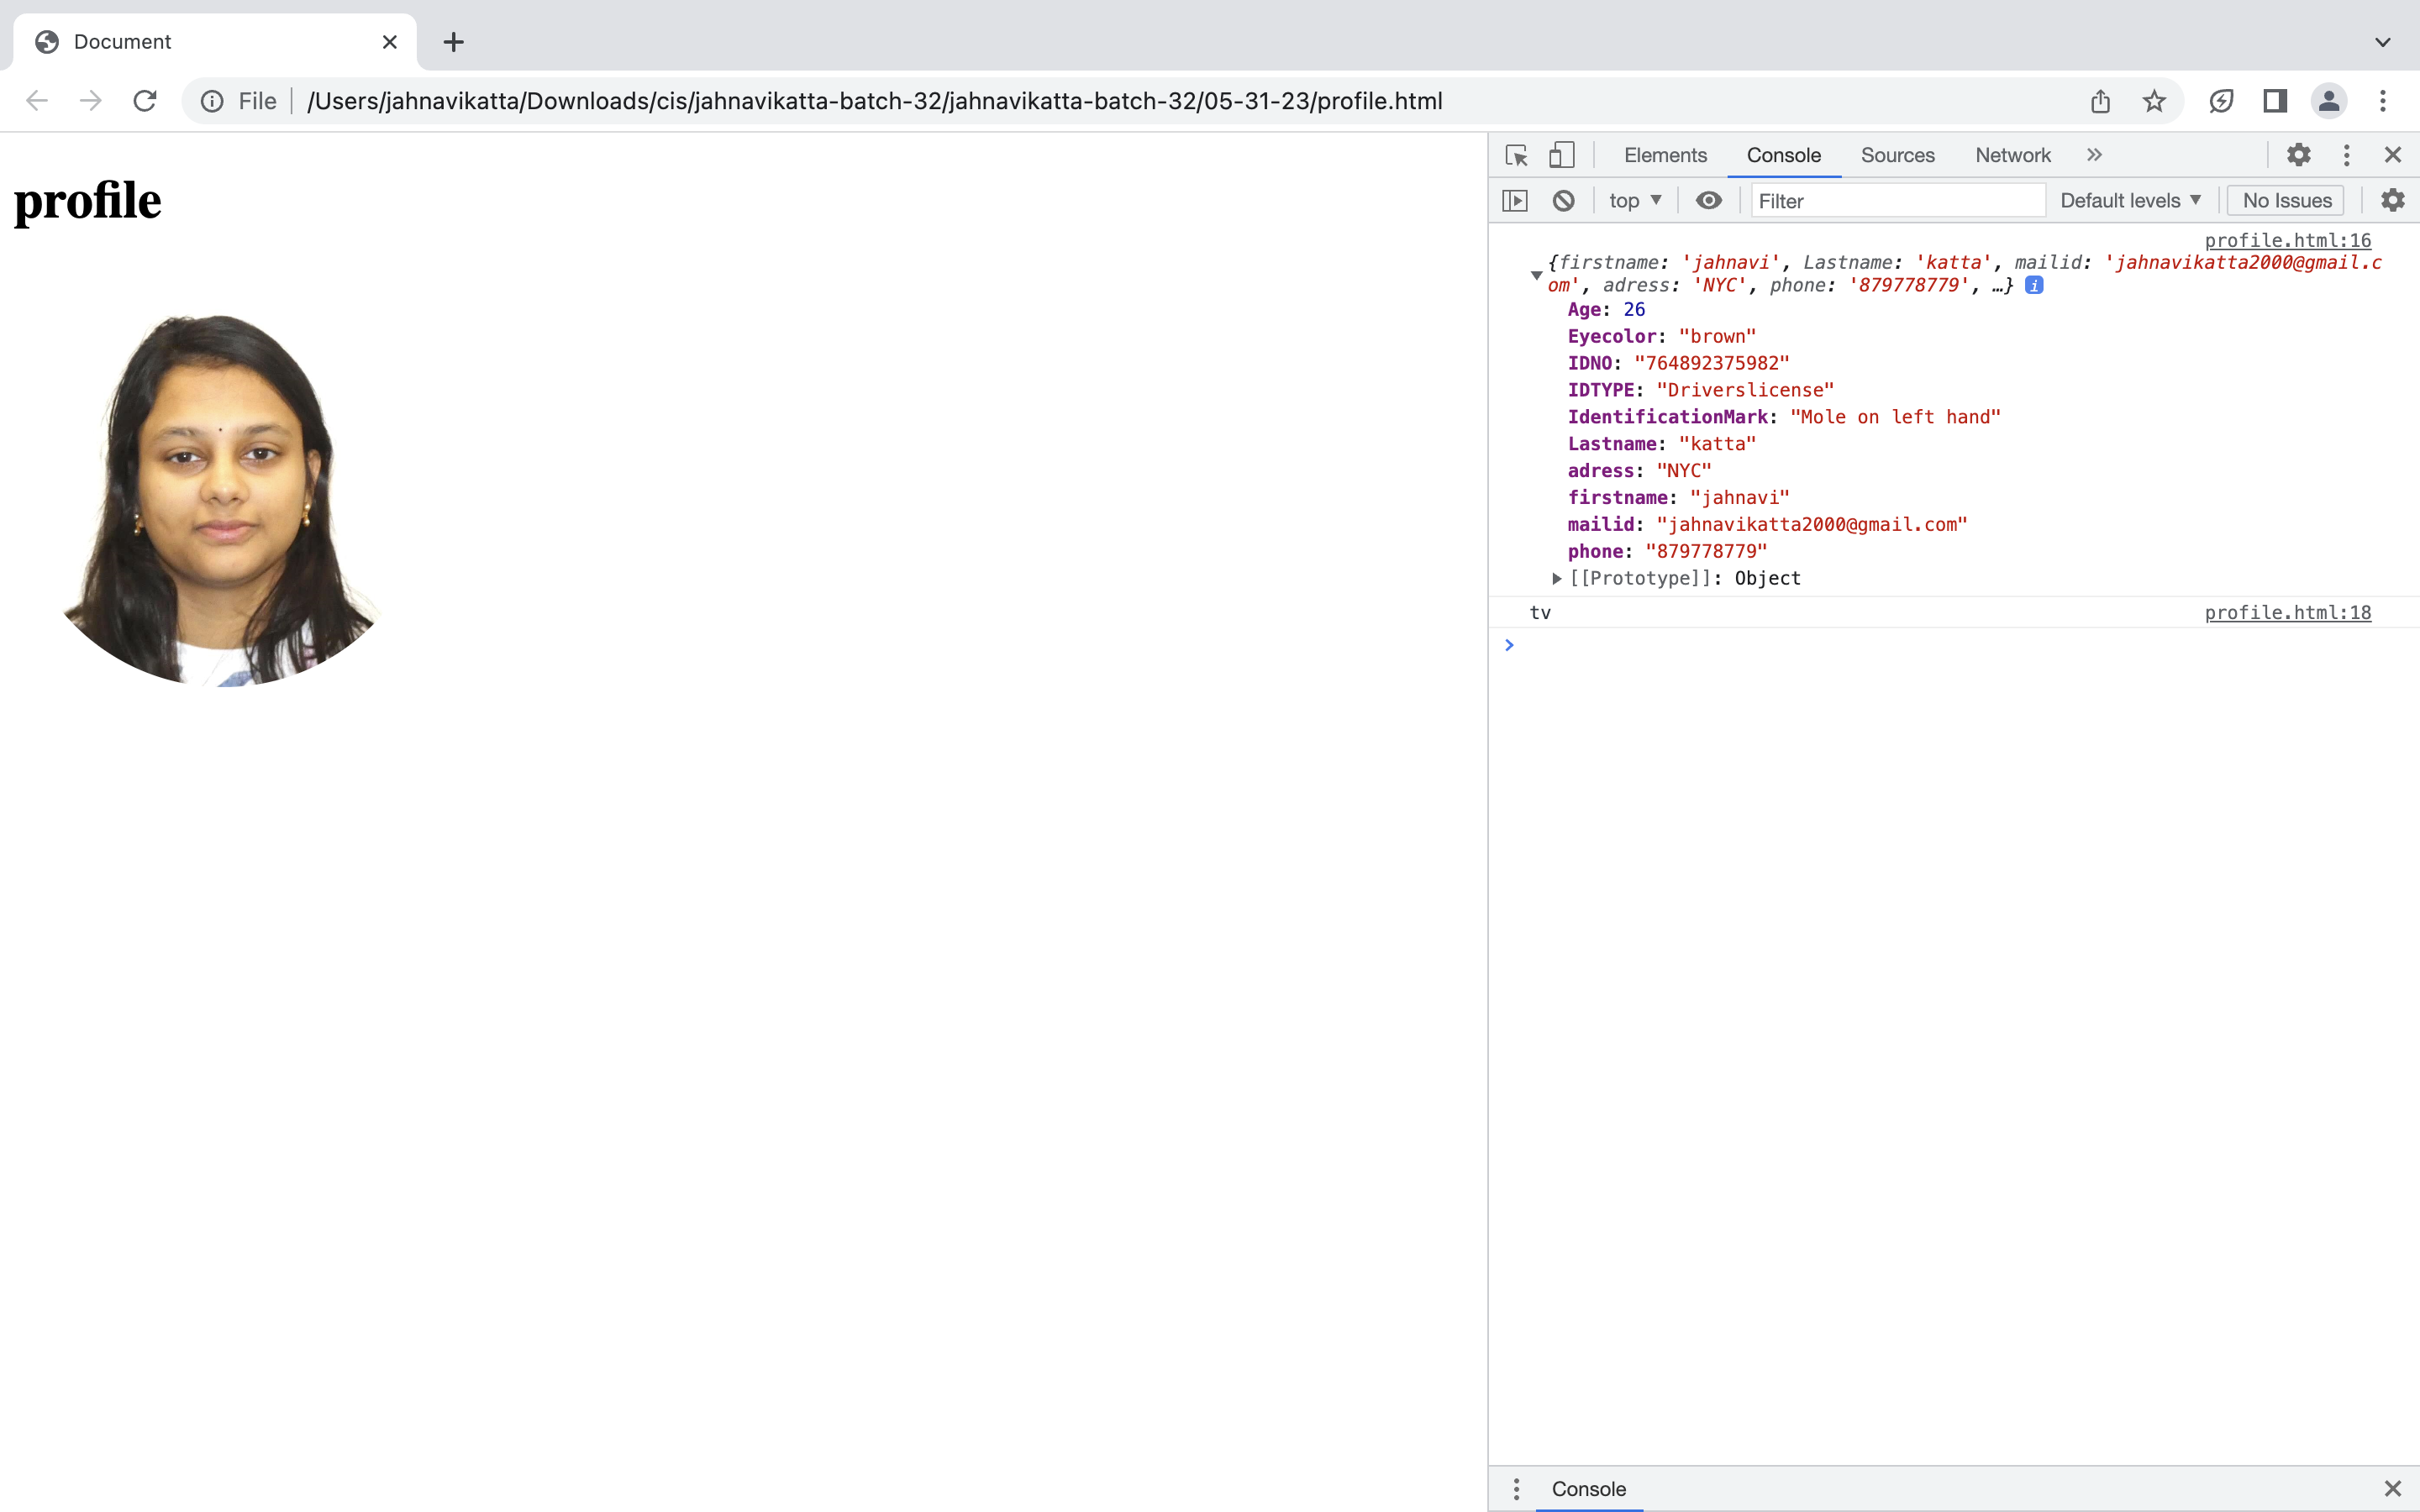 Document
File
/Users/jahnavikatta/Downloads/cis/jahnavikatta-batch-32/jahnavikatta-batch-32/05-31-23/profile.html
profile
Elements Console Sources Network
top Filter Default levels No Issues
profile.html:16
{firstname: 'jahnavi', Lastname: 'katta', mailid: 'jahnavikatta2000@gmail.c
om', adress: 'NYC', phone: '879778779', …} i
Age: 26
Eyecolor: "brown"
IDNO: "764892375982"
IDTYPE: "Driverslicense"
IdentificationMark: "Mole on left hand"
Lastname: "katta"
adress: "NYC"
firstname: "jahnavi"
mailid: "jahnavikatta2000@gmail.com"
phone: "879778779"
[[Prototype]]: Object
tv profile.html:18
Console